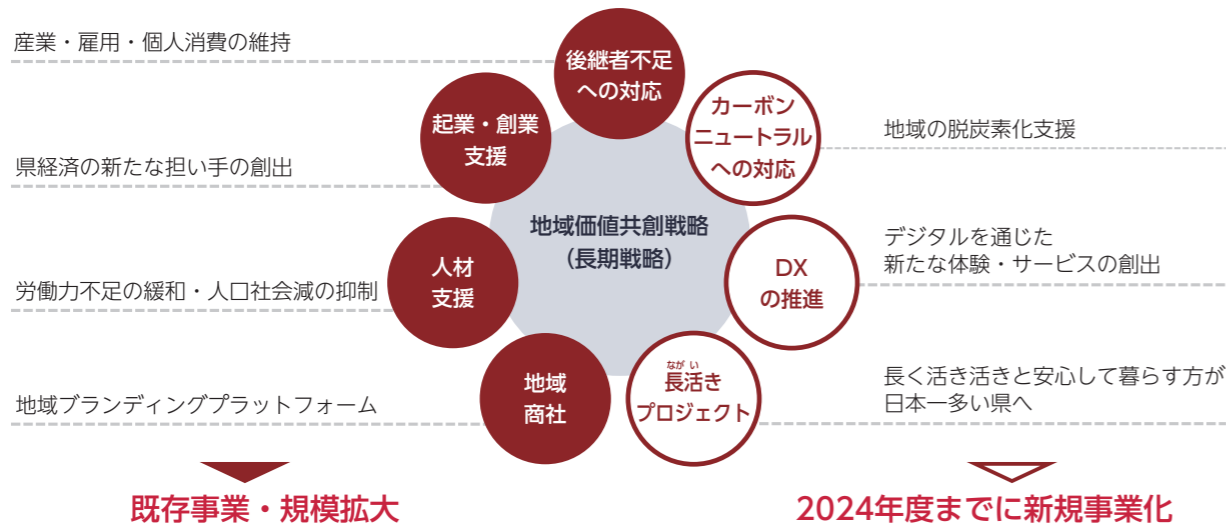 産業・雇用・個人消費の維持
後継者不足
への対応
起業・創業
支援
県経済の新たな担い手の創出
人材
支援
労働力不足の緩和・人口社会減の抑制
地域
商社
地域ブランディングプラットフォーム
地域価値共創戦略
(長期戦略)
カーボン
ニュートラル
への対応
地域の脱炭素化支援
DX
の推進
デジタルを通じた
新たな体験・サービスの創出
ながい
長活き
プロジェクト
長く活き活きと安心して暮らす方が
日本一多い県へ
既存事業・規模拡大
2024年度までに新規事業化